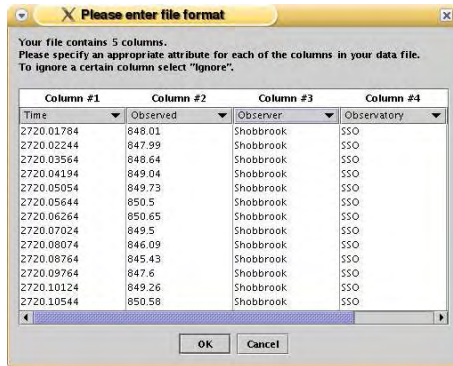 Please enter file format
Your file contains 5 columns.
Please specify an appropriate attribute for each of the columns in your data file.
To ignore a certain column select "Ignore".
Column #1 Column #2 Column #3 Column #4
Time Observed Observer Observatory
2720.01784 848.01 Shobbrook SSO
2720.02244 847.99 Shobbrook SSO
2720.03564 848.64 Shobbrook SSO
2720.04194 849.04 Shobbrook SSO
2720.05054 849.73 Shobbrook SSO
2720.05644 850.5 Shobbrook SSO
2720.06264 850.65 Shobbrook SSO
2720.07024 849.5 Shobbrook SSO
2720.08074 846.09 Shobbrook SSO
2720.08764 845.43 Shobbrook SSO
2720.09764 847.6 Shobbrook SSO
2720.10124 849.26 Shobbrook SSO
2720.10544 850.58 Shobbrook SSO
OK Cancel